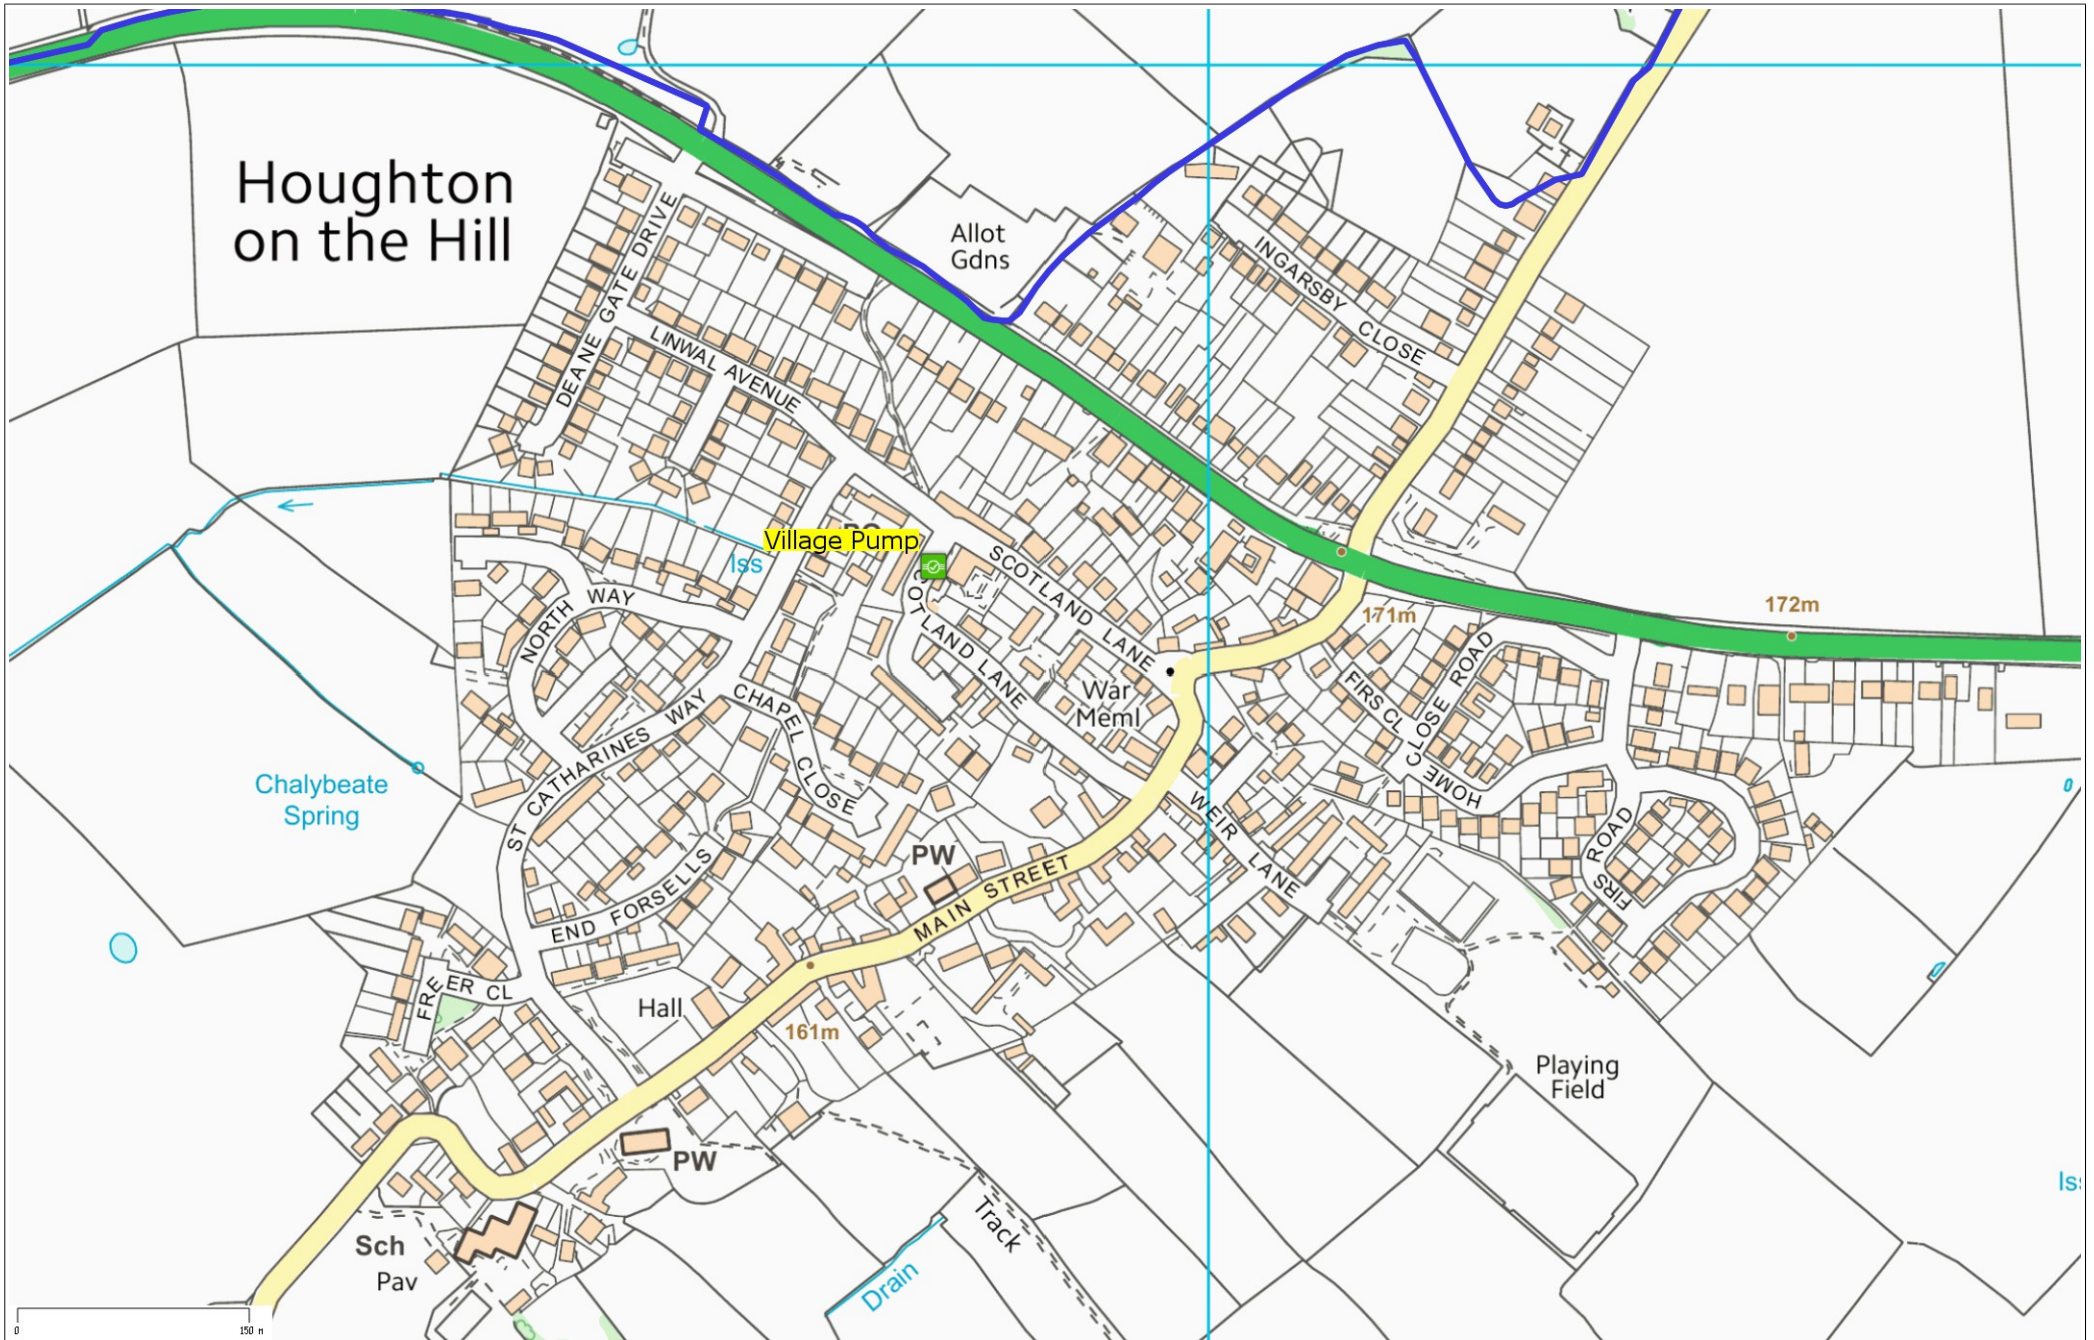 Houghton
on the Hill
Allot
Gdns
INGARSBY CLOSE
DEANE GATE DRIVE
LINWAL AVENUE
Village Pump
Iss
SCOTLAND LANE
SCOTLAND LANE
NORTH WAY
172m
171m
War
Meml
FIRS CL
HOME CLOSE ROAD
ST CATHARINES WAY
CHAPEL CLOSE
Chalybeate
Spring
WEIR LANE
FIRS ROAD
PW
MAIN STREET
END FORSELLS
FREER CL
Hall
161m
Playing
Field
PW
Track
Sch
Pav
Drain
0
150 M